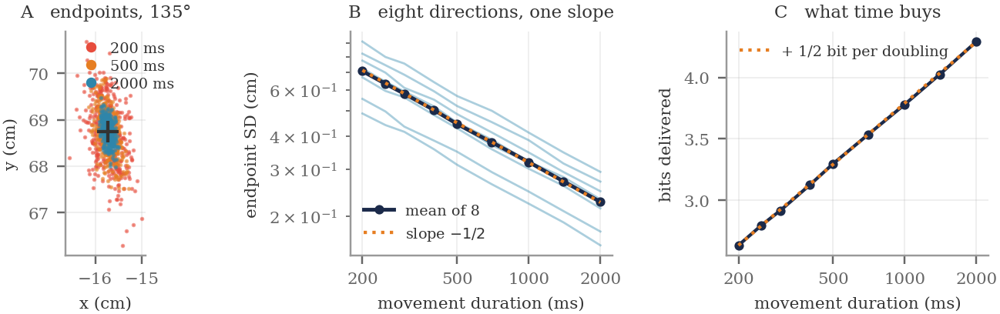 A endpoints, 135°
200 ms
500 ms
2000 ms
70
69
68
67
y (cm)
−16 −15
x (cm)
B eight directions, one slope
6 × 10⁻¹
4 × 10⁻¹
3 × 10⁻¹
2 × 10⁻¹
endpoint SD (cm)
mean of 8
slope −1/2
200 500 1000 2000
movement duration (ms)
C what time buys
+ 1/2 bit per doubling
4.0
3.5
3.0
bits delivered
200 500 1000 2000
movement duration (ms)